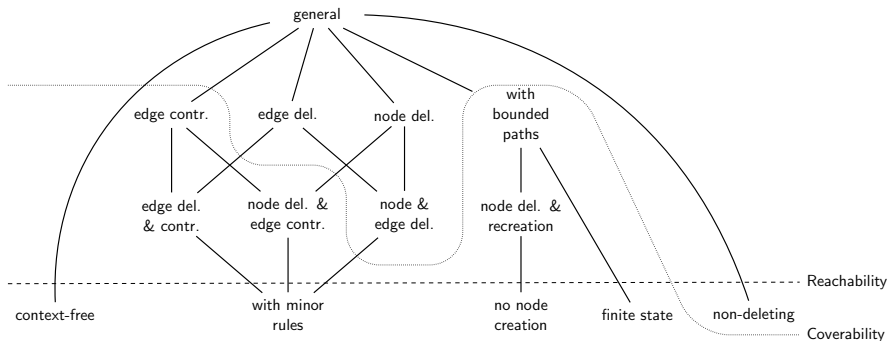 general
with
bounded
paths
edge contr.
edge del.
node del.
edge del.
& contr.
node del. &
edge contr.
node &
edge del.
node del. &
recreation
Reachability
context-free
with minor
rules
no node
creation
finite state
non-deleting
Coverability